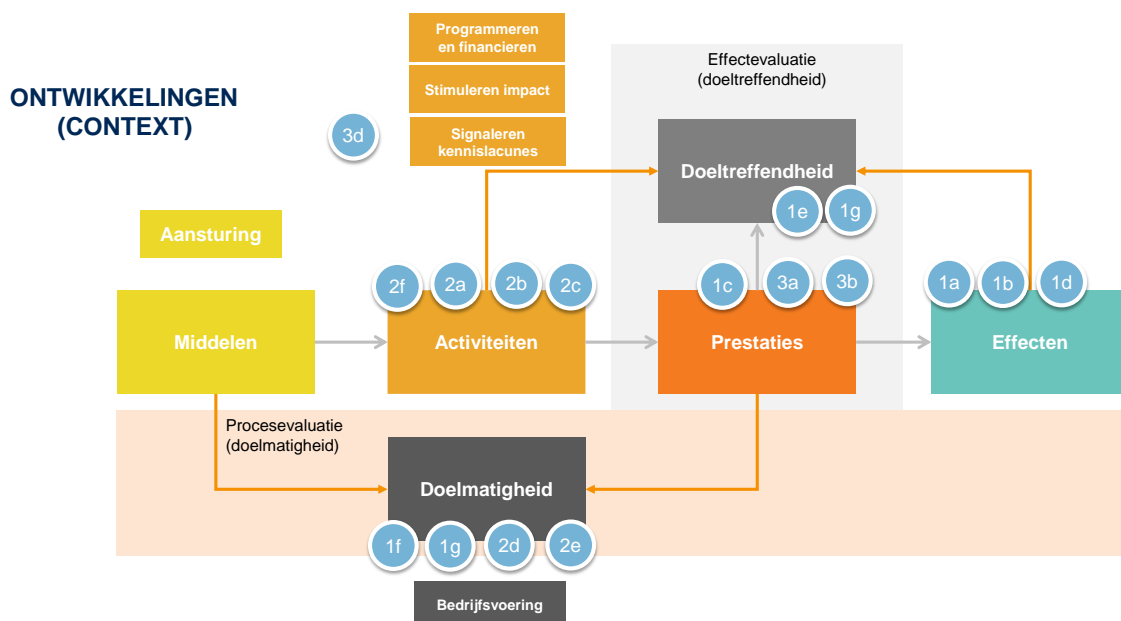 Programmeren
en financieren
Stimuleren impact
Signaleren
kennislacunes
ONTWIKKELINGEN
(CONTEXT)
3d
Effectevaluatie
(doeltreffendheid)
Doeltreffendheid
1e
1g
Aansturing
2f
2a
2b
2c
1c
3a
3b
1a
1b
1d
Middelen
Activiteiten
Prestaties
Effecten
Procesevaluatie
(doelmatigheid)
Doelmatigheid
1f
1g
2d
2e
Bedrijfsvoering